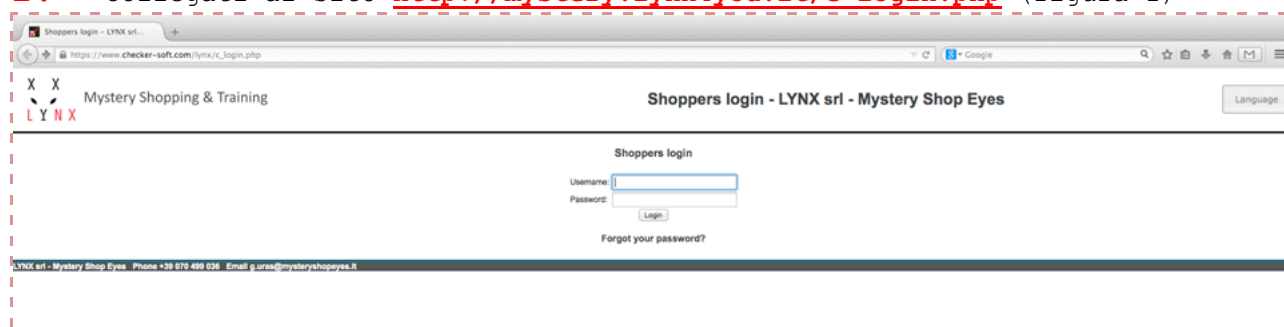 Shoppers login - LYNX srl...
https://www.checker-soft.com/lynx/c_login.php
Google
X X
LYNX
Mystery Shopping & Training
Shoppers login - LYNX srl - Mystery Shop Eyes
Language
Shoppers login
Username:
Password:
Login
Forgot your password?
LYNX srl - Mystery Shop Eyes Phone +39 070 499 036 Email g.uras@mysteryshopeyes.it